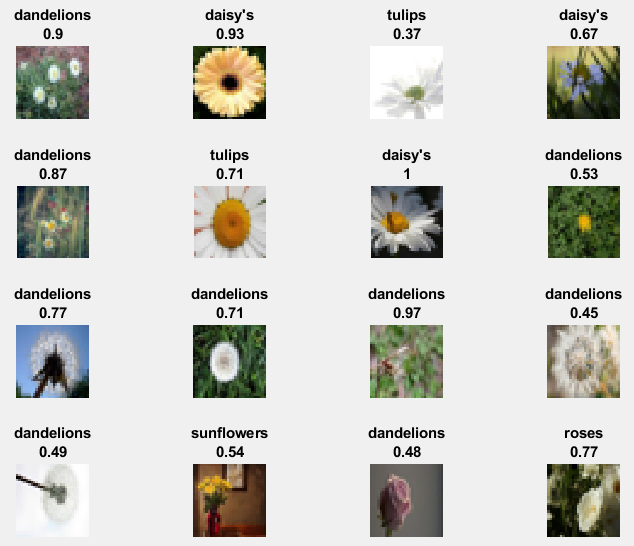 dandelions
0.9
daisy's
0.93
tulips
0.37
daisy's
0.67
dandelions
0.87
tulips
0.71
daisy's
1
dandelions
0.53
dandelions
0.77
dandelions
0.71
dandelions
0.97
dandelions
0.45
dandelions
0.49
sunflowers
0.54
dandelions
0.48
roses
0.77